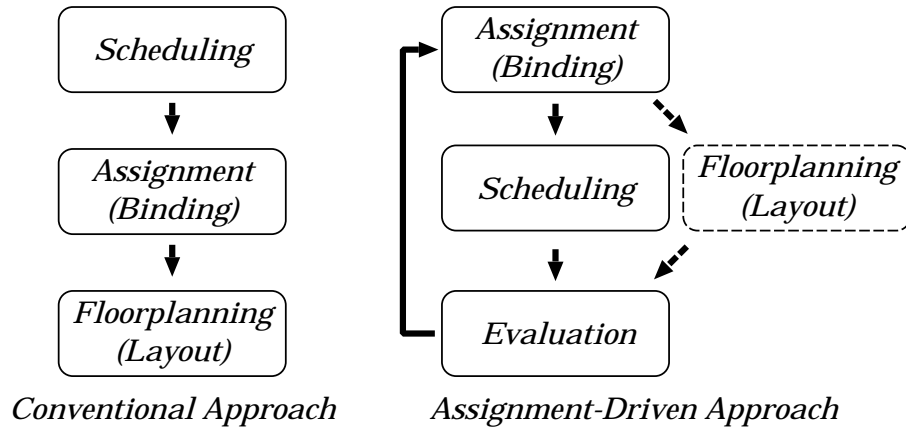 Scheduling
Assignment
(Binding)
Floorplanning
(Layout)
Conventional Approach
Assignment
(Binding)
Scheduling
Floorplanning
(Layout)
Evaluation
Assignment-Driven Approach